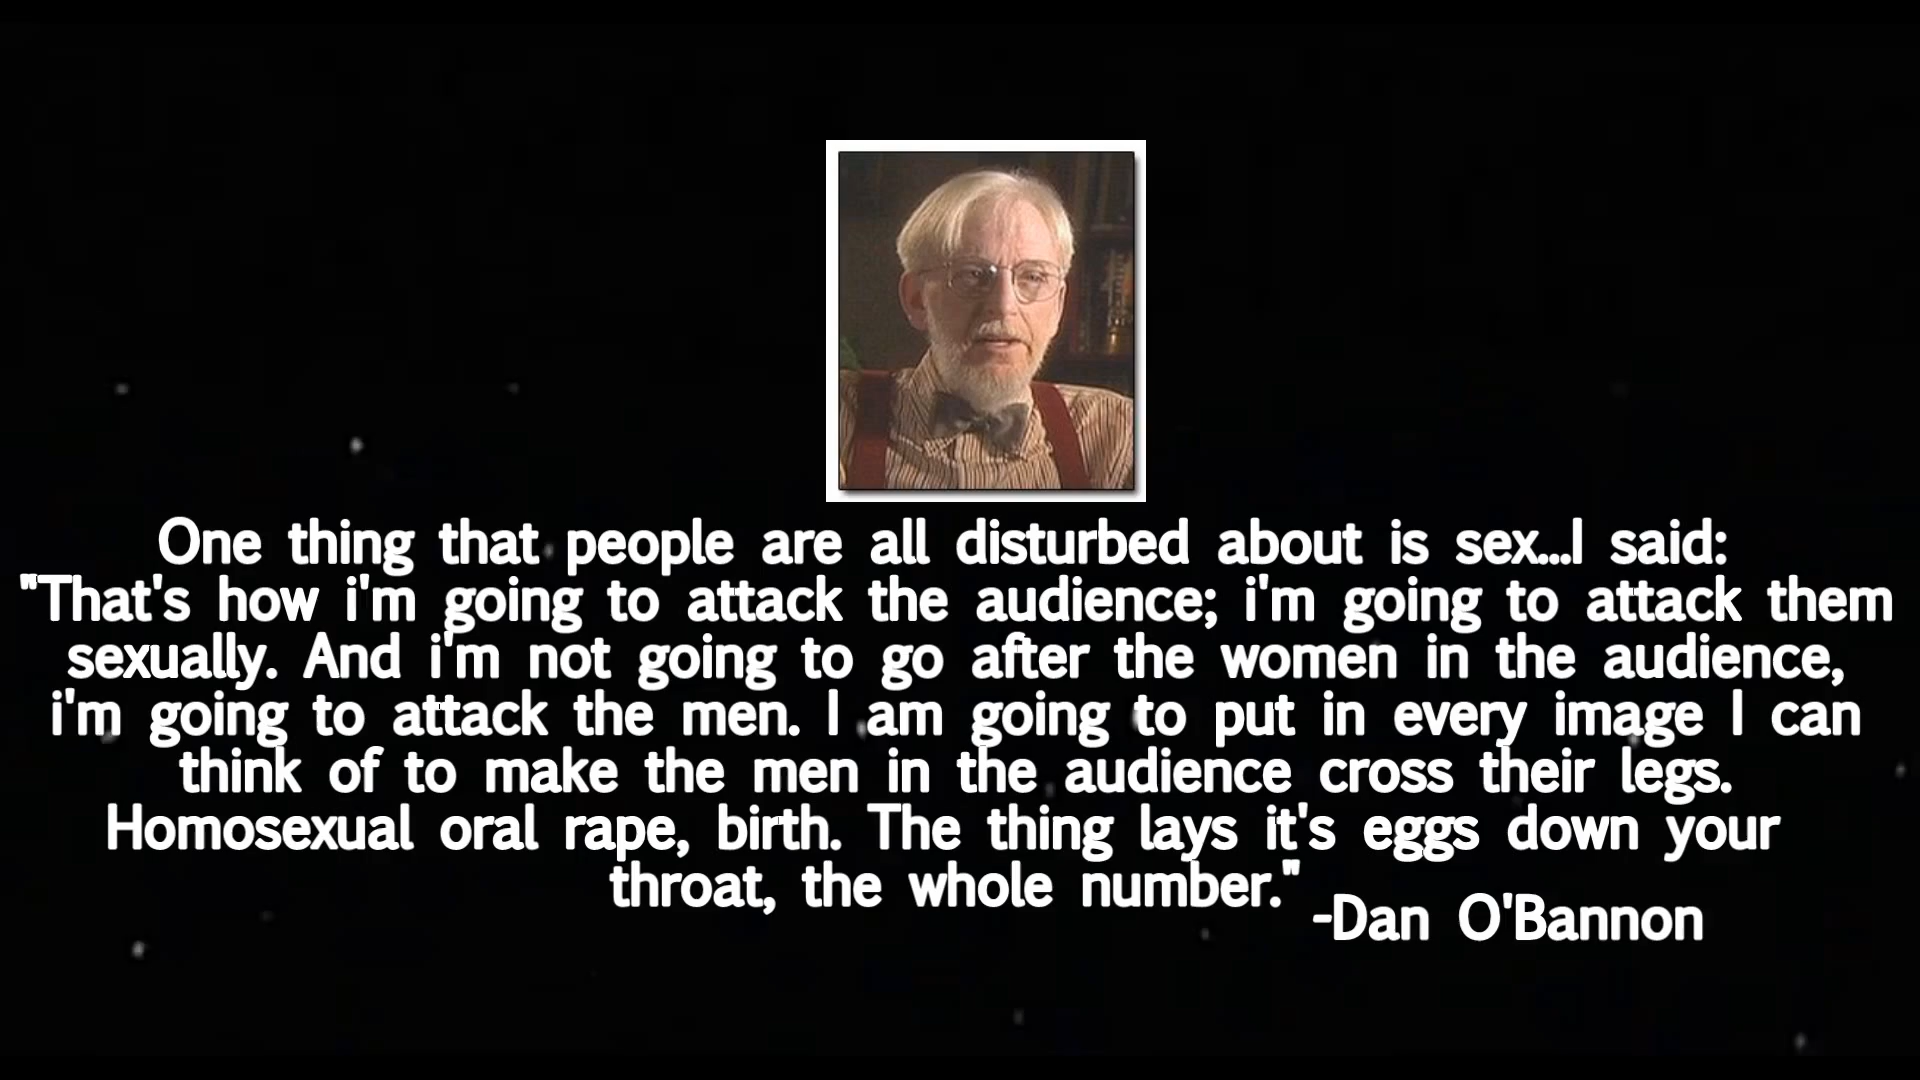 One thing that people are all disturbed about is sex...I said:
"That's how i'm going to attack the audience; i'm going to attack them
sexually. And i'm not going to go after the women in the audience,
i'm going to attack the men. I am going to put in every image I can
think of to make the men in the audience cross their legs.
Homosexual oral rape, birth. The thing lays it's eggs down your
throat, the whole number."
-Dan O'Bannon